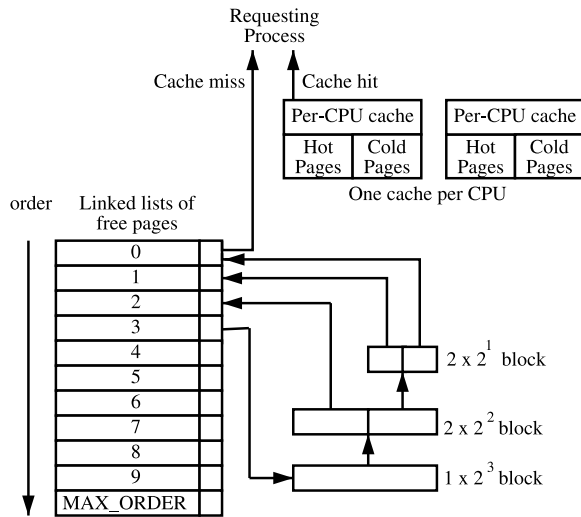 Requesting
Process
Cache miss
Cache hit
Per-CPU cache
Per-CPU cache
Hot
Pages
Cold
Pages
Hot
Pages
Cold
Pages
One cache per CPU
order
Linked lists of
free pages
0
1
2
3
4
5
6
7
8
9
MAX_ORDER
2 x 2^1 block
2 x 2^2 block
1 x 2^3 block